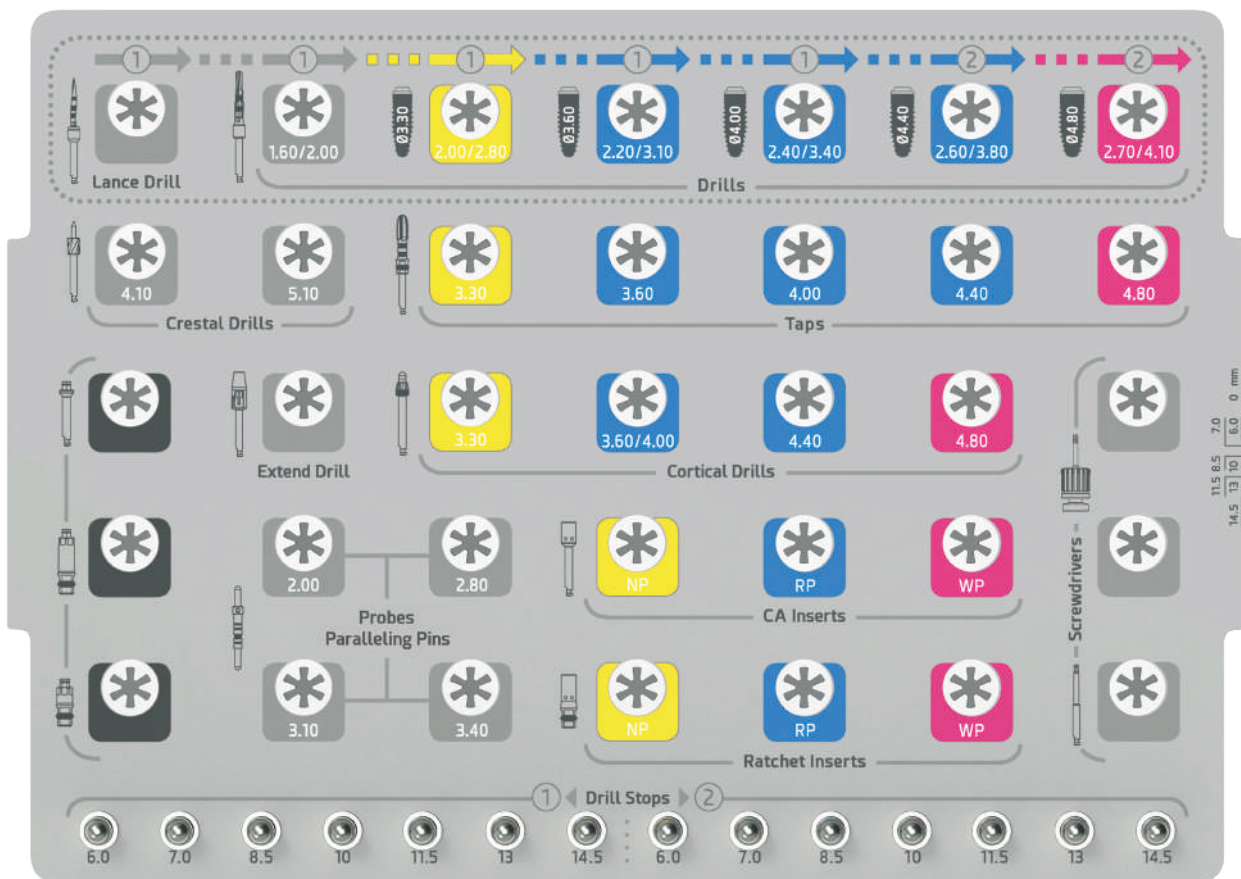 1 1 1 1 1 2 2
Ø3.30 Ø3.60 Ø4.00 Ø4.40 Ø4.80
1.60/2.00 2.00/2.80 2.20/3.10 2.40/3.40 2.60/3.80 2.70/4.10
Lance Drill Drills
4.10 5.10 3.30 3.60 4.00 4.40 4.80
Crestal Drills Taps
3.30 3.60/4.00 4.40 4.80
Extend Drill Cortical Drills
2.00 2.80 NP RP WP
Probes
Paralleling Pins
CA Inserts
3.10 3.40 NP RP WP
Ratchet Inserts
Screwdrivers
7.0 6.0 0 mm
11.5 8.5 10
14.5 13
1 Drill Stops 2
6.0 7.0 8.5 10 11.5 13 14.5 6.0 7.0 8.5 10 11.5 13 14.5